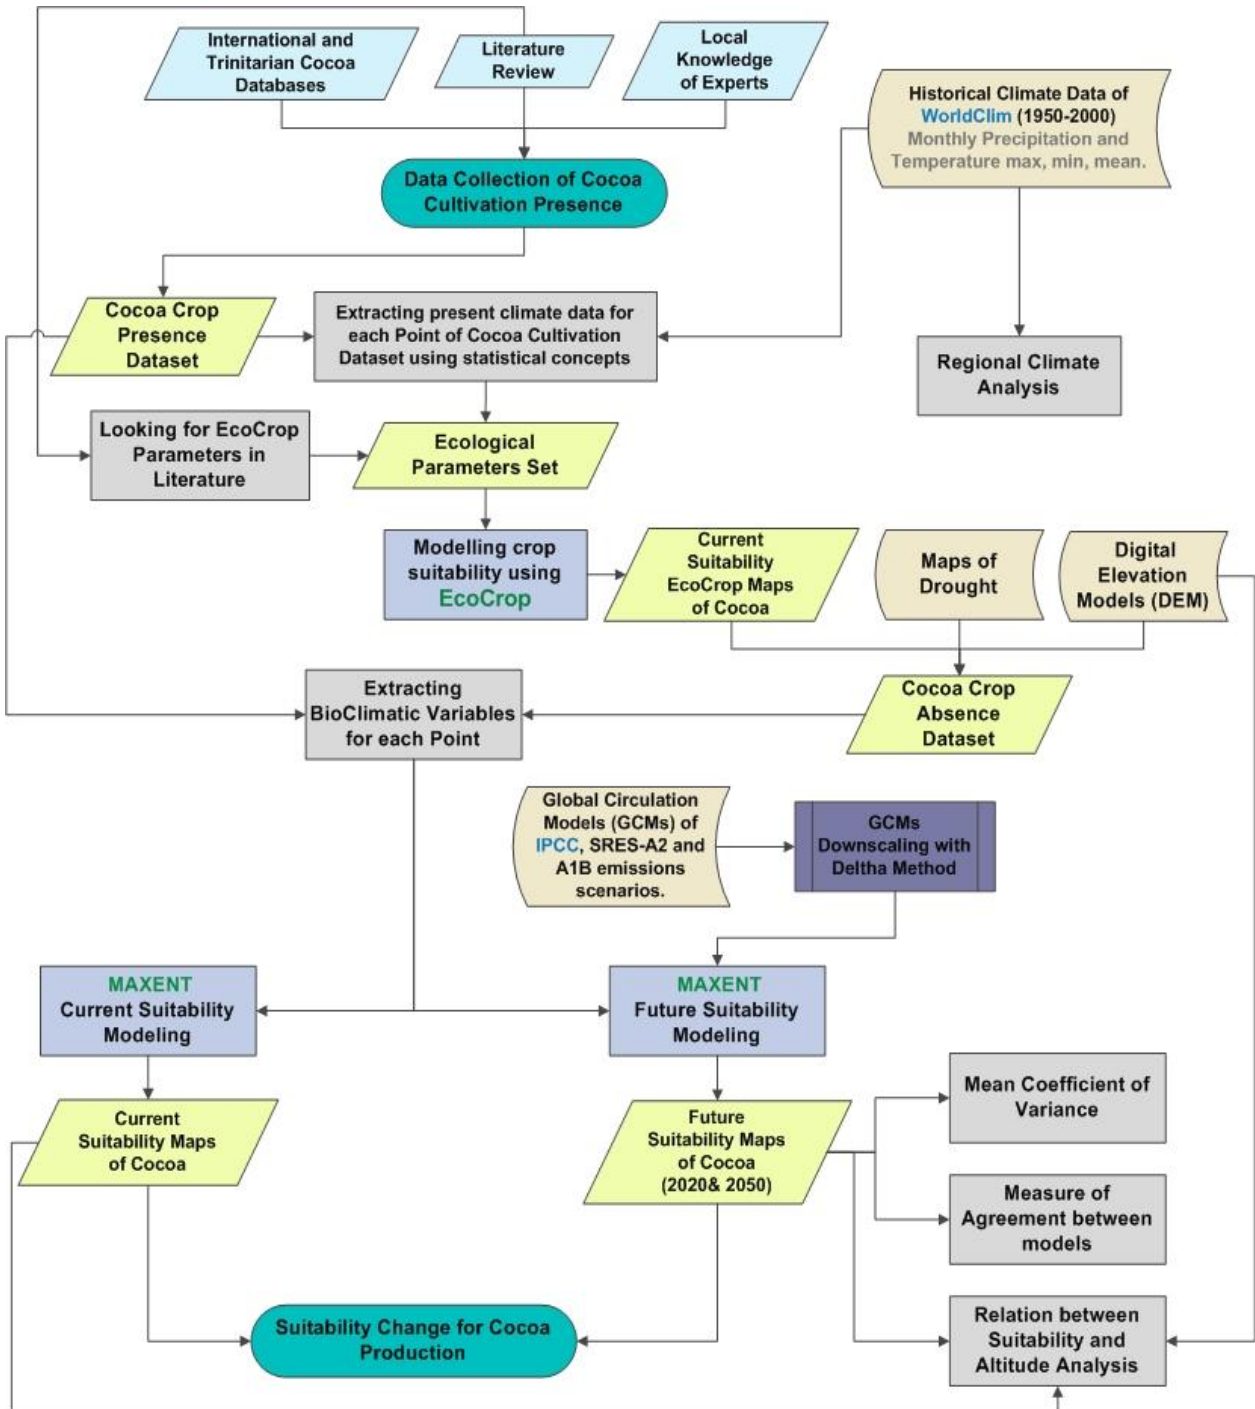 International and
Trinitarian Cocoa
Databases
Literature
Review
Local
Knowledge
of Experts
Historical Climate Data of
WorldClim (1950-2000)
Monthly Precipitation and
Temperature max, min, mean.
Data Collection of Cocoa
Cultivation Presence
Cocoa Crop
Presence
Dataset
Extracting present climate data for
each Point of Cocoa Cultivation
Dataset using statistical concepts
Regional Climate
Analysis
Looking for EcoCrop
Parameters in
Literature
Ecological
Parameters Set
Modelling crop
suitability using
EcoCrop
Current
Suitability
EcoCrop Maps
of Cocoa
Maps of
Drought
Digital
Elevation
Models (DEM)
Extracting
BioClimatic Variables
for each Point
Cocoa Crop
Absence
Dataset
Global Circulation
Models (GCMs) of
IPCC, SRES-A2 and
A1B emissions
scenarios.
GCMs
Downscaling with
Deltha Method
MAXENT
Current Suitability
Modeling
MAXENT
Future Suitability
Modeling
Mean Coefficient of
Variance
Current
Suitability Maps
of Cocoa
Future
Suitability Maps
of Cocoa
(2020& 2050)
Measure of
Agreement between
models
Suitability Change for Cocoa
Production
Relation between
Suitability and
Altitude Analysis